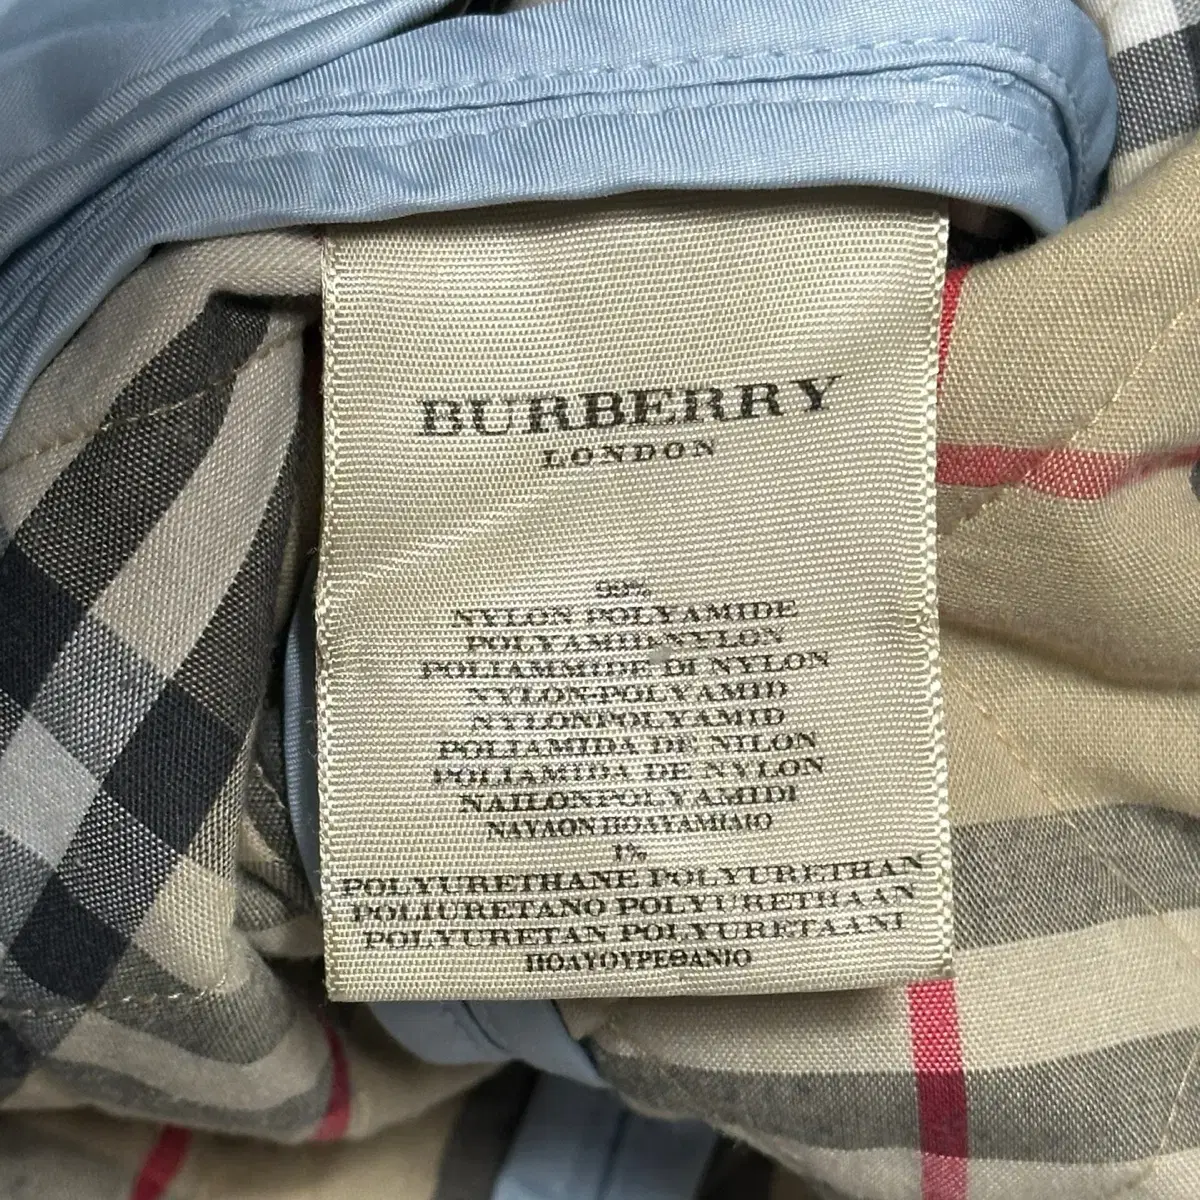 BURBERRY
LONDON
99%
NYLON POLYAMIDE
POLYAMID-NYLON
POLIAMMIDE DI NYLON
NYLON-POLYAMID
NYLONPOLYAMID
POLIAMIDA DE NILON
POLIAMIDA DE NYLON
NAILONPOLYAMIDI
ΝΑΥΛΟΝ ΠΟΛΥΑΜΙΔΙΟ
1%
POLYURETHANE POLYURETHAN
POLIURETANO POLYURETHAAN
POLYURETAN POLYURETAANI
ΠΟΛΥΟΥΡΕΘΑΝΙΟ